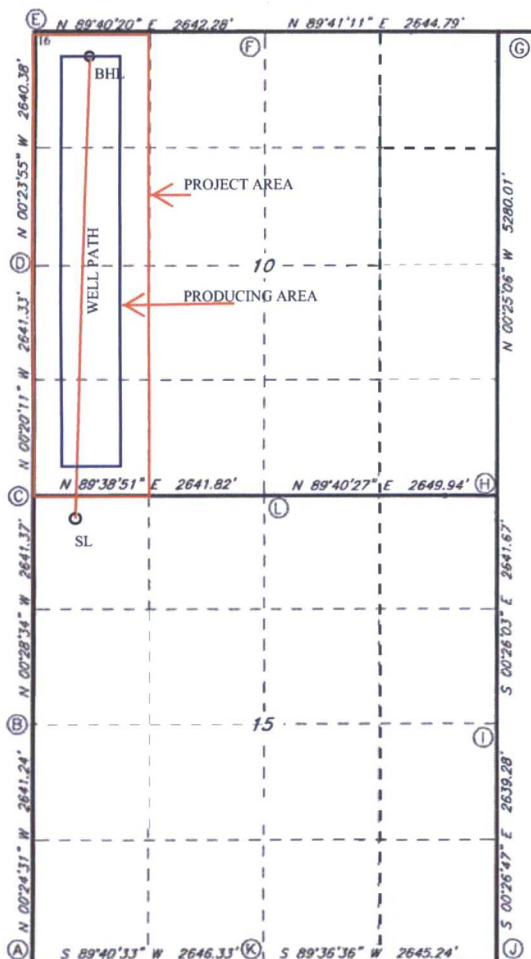 E N 89°40'20" E 2642.28' N 89°41'11" E 2644.79'
F G
16
BHL
N 00°23'55" W 2640.38'
PROJECT AREA
N 00°25'06" W 5280.01'
WELL PATH
D 10
PRODUCING AREA
N 00°20'11" W 2641.33'
N 89°38'51" E 2641.82' N 89°40'27" E 2649.94' H
C L
SL
N 00°28'34" W 2641.37'
S 00°26'03" E 2641.67'
B 15 I
N 00°24'31" W 2641.24'
S 00°26'47" E 2639.28'
A S 89°40'33" W 2646.33' K S 89°36'36" W 2645.24' J